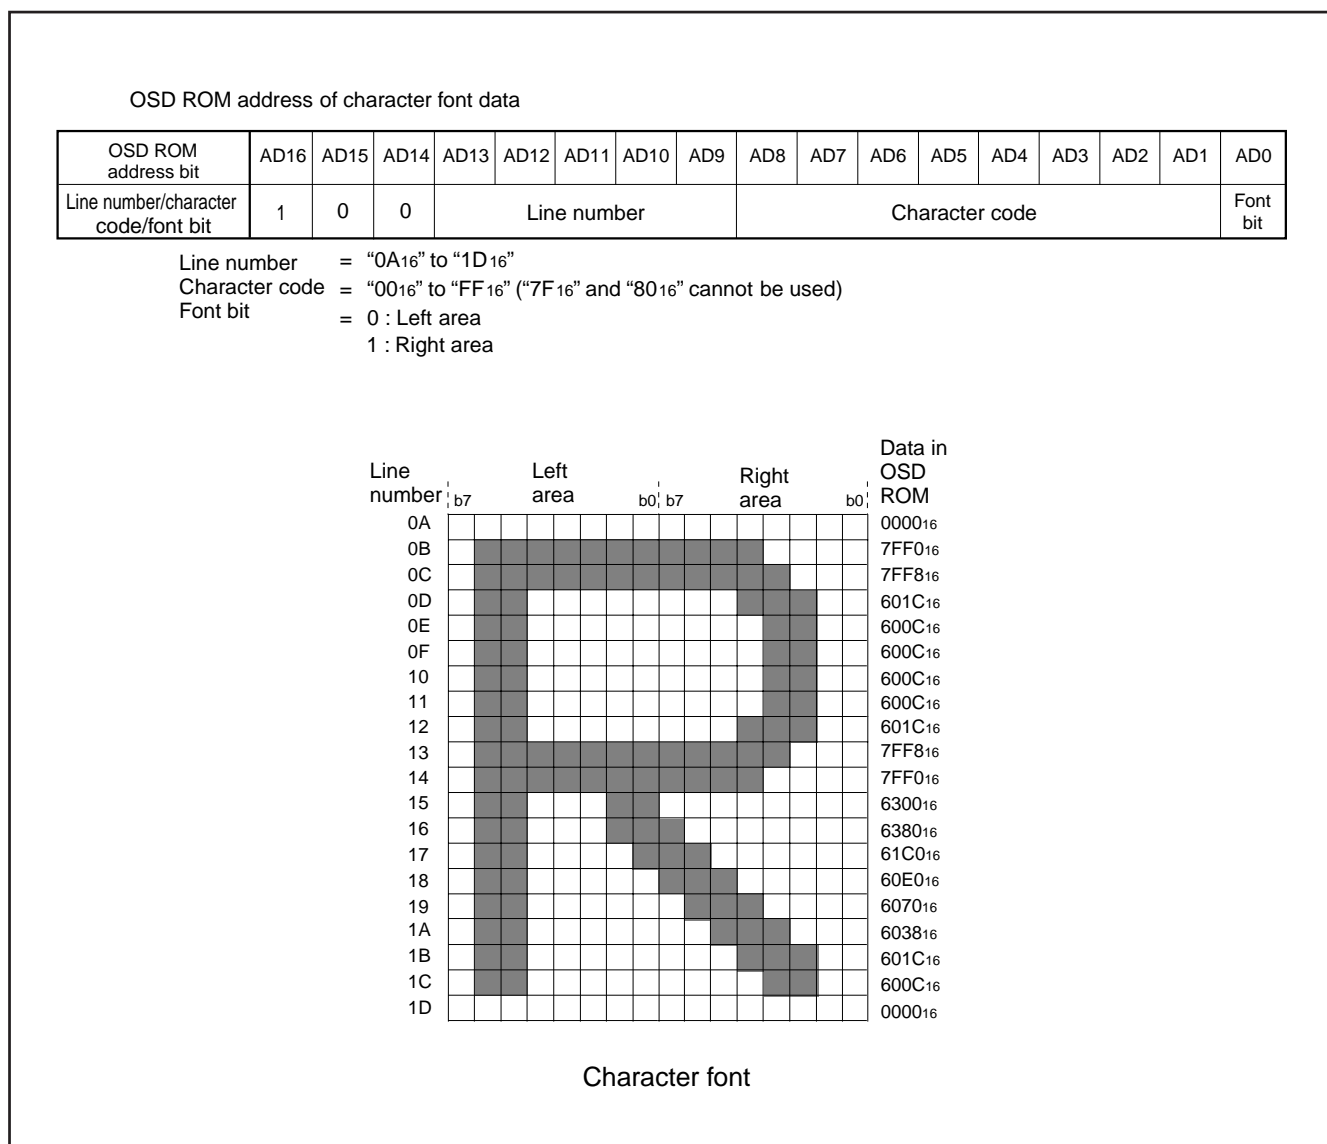 OSD ROM address of character font data
OSD ROM address bit AD16 AD15 AD14 AD13 AD12 AD11 AD10 AD9 AD8 AD7 AD6 AD5 AD4 AD3 AD2 AD1 AD0
Line number/character code/font bit 1 0 0 Line number Character code Font bit
Line number = “0A16” to “1D16”
Character code = “0016” to “FF16” (“7F16” and “8016” cannot be used)
Font bit = 0 : Left area
1 : Right area
Line number Left area Right area Data in OSD ROM
b7 b0 b7 b0
0A 000016
0B 7FF016
0C 7FF816
0D 601C16
0E 600C16
0F 600C16
10 600C16
11 600C16
12 601C16
13 7FF816
14 7FF016
15 630016
16 638016
17 61C016
18 60E016
19 607016
1A 603816
1B 601C16
1C 600C16
1D 000016
Character font